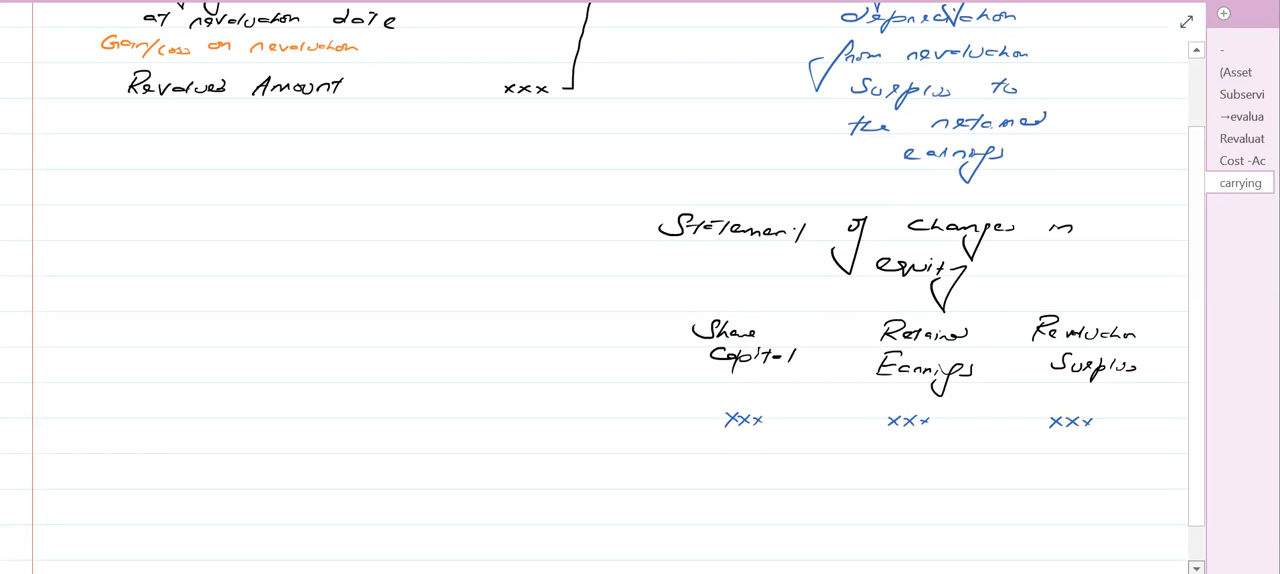 at revaluation date
Gain/Loss on revaluation
Revalued Amount xxx
depreciation
from revaluation
surplus to
the retained
earnings
Statement of changes in
equity
Share
Capital
Retained
Earnings
Revaluation
Surplus
xxx xxx xxx
-
(Asset
Subservi
→evalua
Revaluat
Cost -Ac
carrying